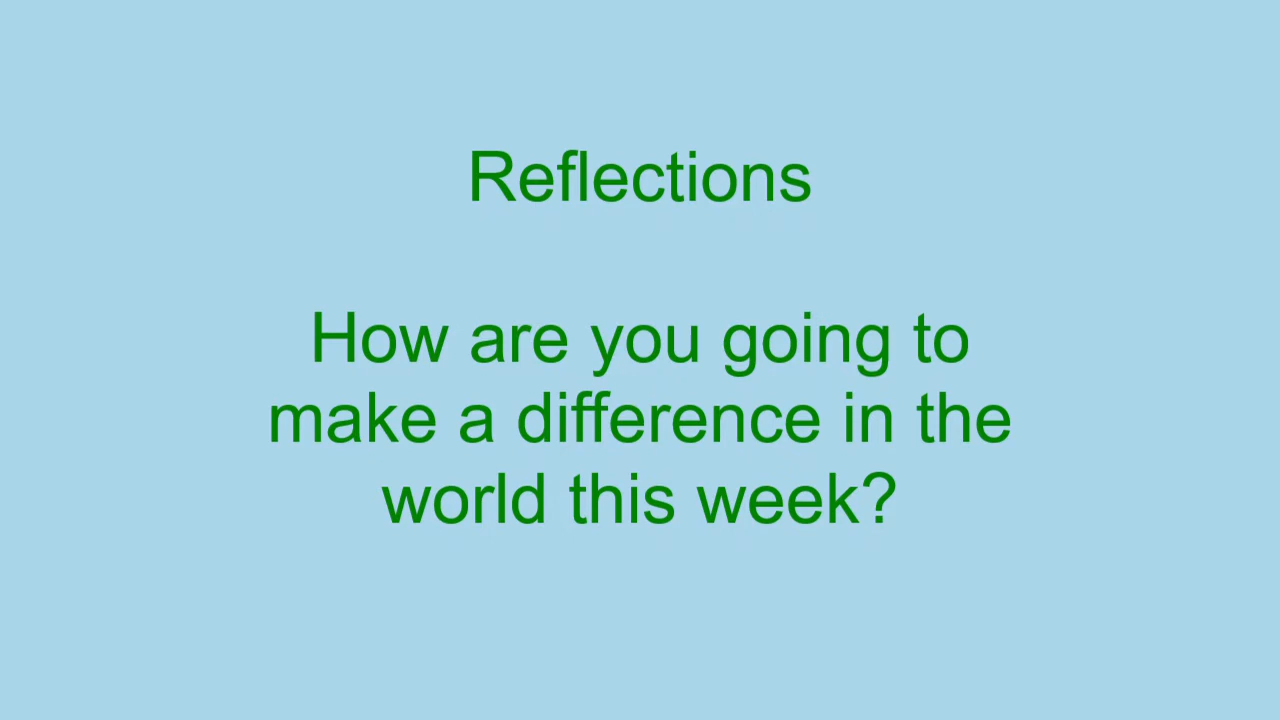 Reflections
How are you going to
make a difference in the
world this week?